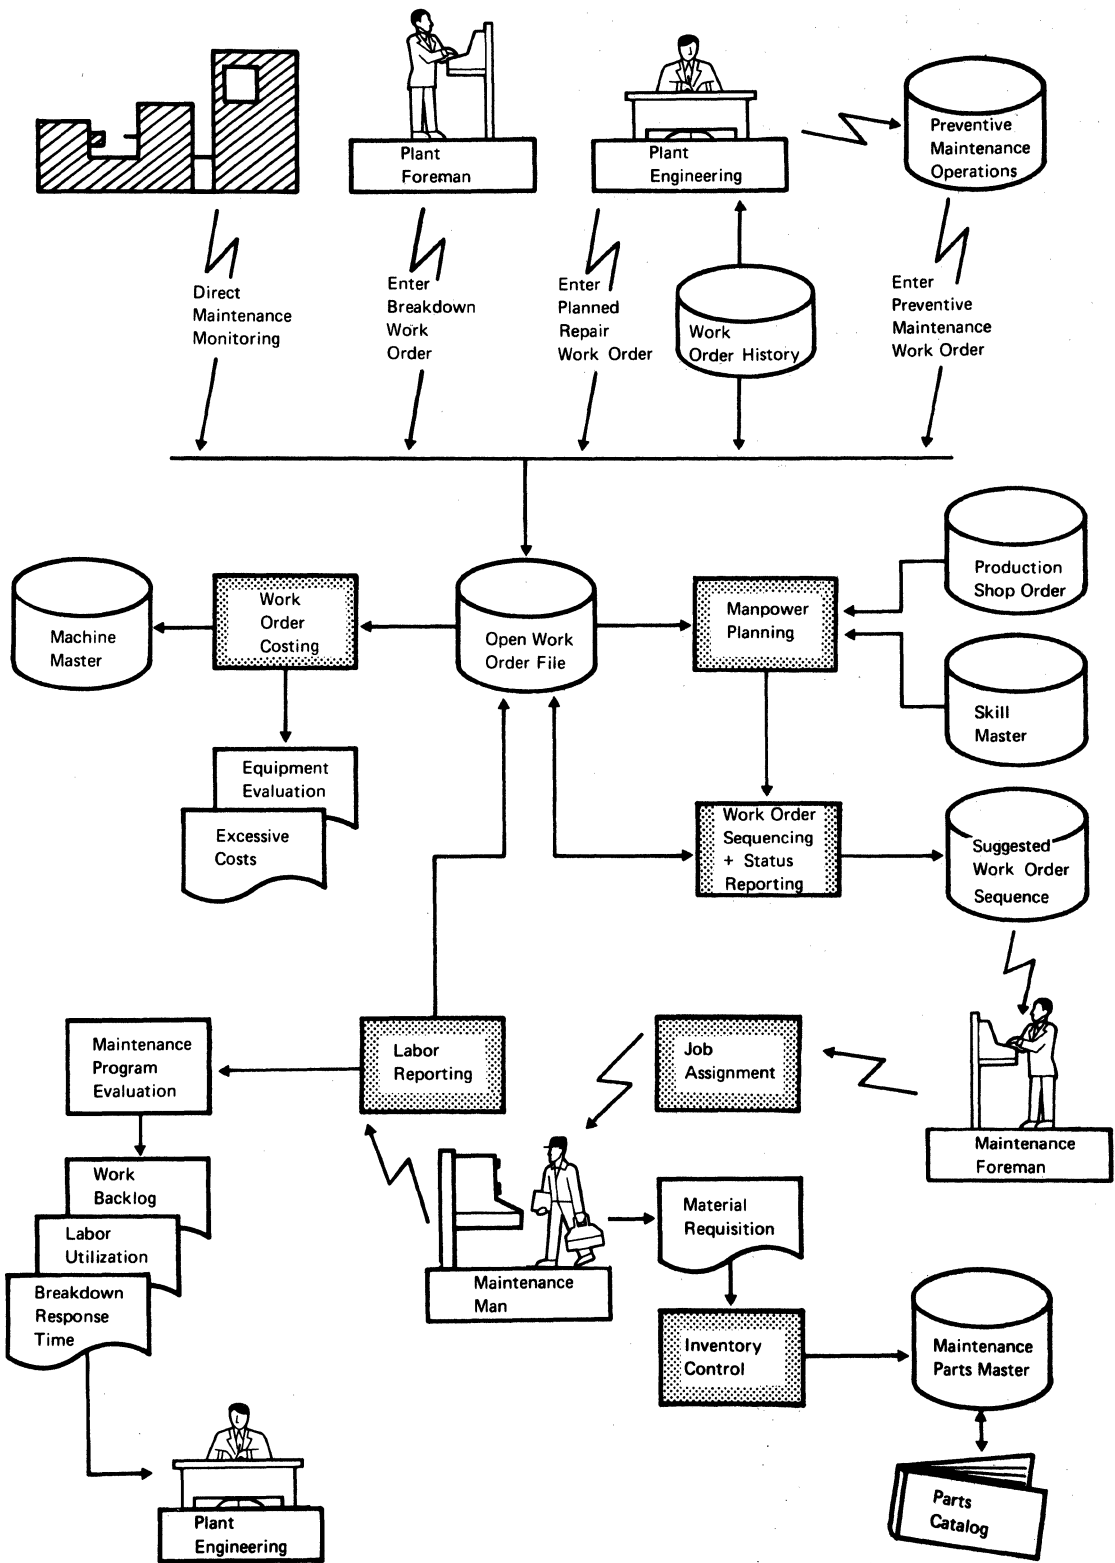 Plant
Foreman
Plant
Engineering
Preventive
Maintenance
Operations
Direct
Maintenance
Monitoring
Enter
Breakdown
Work
Order
Enter
Planned
Repair
Work Order
Work
Order History
Enter
Preventive
Maintenance
Work Order
Machine
Master
Work
Order
Costing
Open Work
Order File
Manpower
Planning
Production
Shop Order
Skill
Master
Equipment
Evaluation
Excessive
Costs
Work Order
Sequencing
+ Status
Reporting
Suggested
Work Order
Sequence
Maintenance
Program
Evaluation
Labor
Reporting
Job
Assignment
Maintenance
Foreman
Work
Backlog
Labor
Utilization
Breakdown
Response
Time
Maintenance
Man
Material
Requisition
Inventory
Control
Maintenance
Parts Master
Plant
Engineering
Parts
Catalog